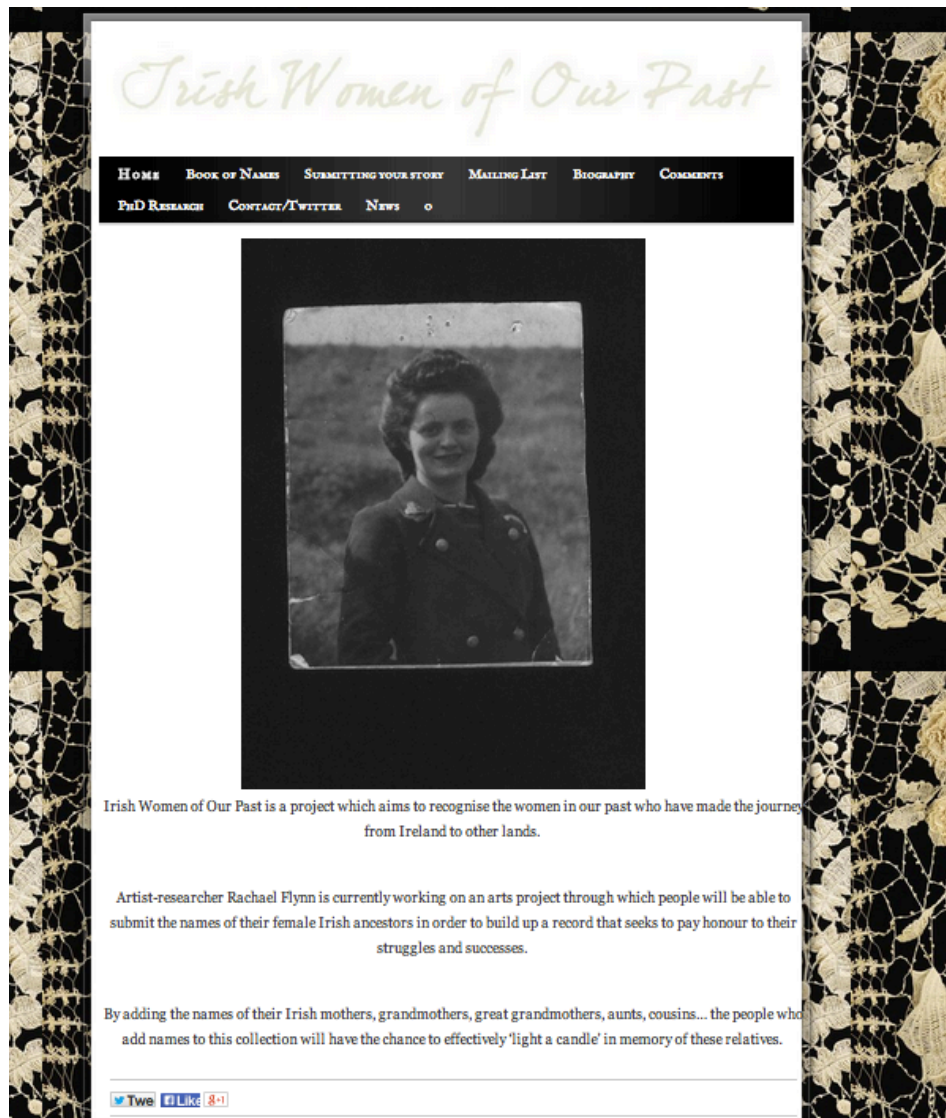 Irish Women of Our Past
Home Book of Names Submitting your story Mailing List Biography Comments
PhD Research Contact/Twitter News o
Irish Women of Our Past is a project which aims to recognise the women in our past who have made the journey
from Ireland to other lands.
Artist-researcher Rachael Flynn is currently working on an arts project through which people will be able to
submit the names of their female Irish ancestors in order to build up a record that seeks to pay honour to their
struggles and successes.
By adding the names of their Irish mothers, grandmothers, great grandmothers, aunts, cousins... the people who
add names to this collection will have the chance to effectively ‘light a candle’ in memory of these relatives.
Twe Like g+1